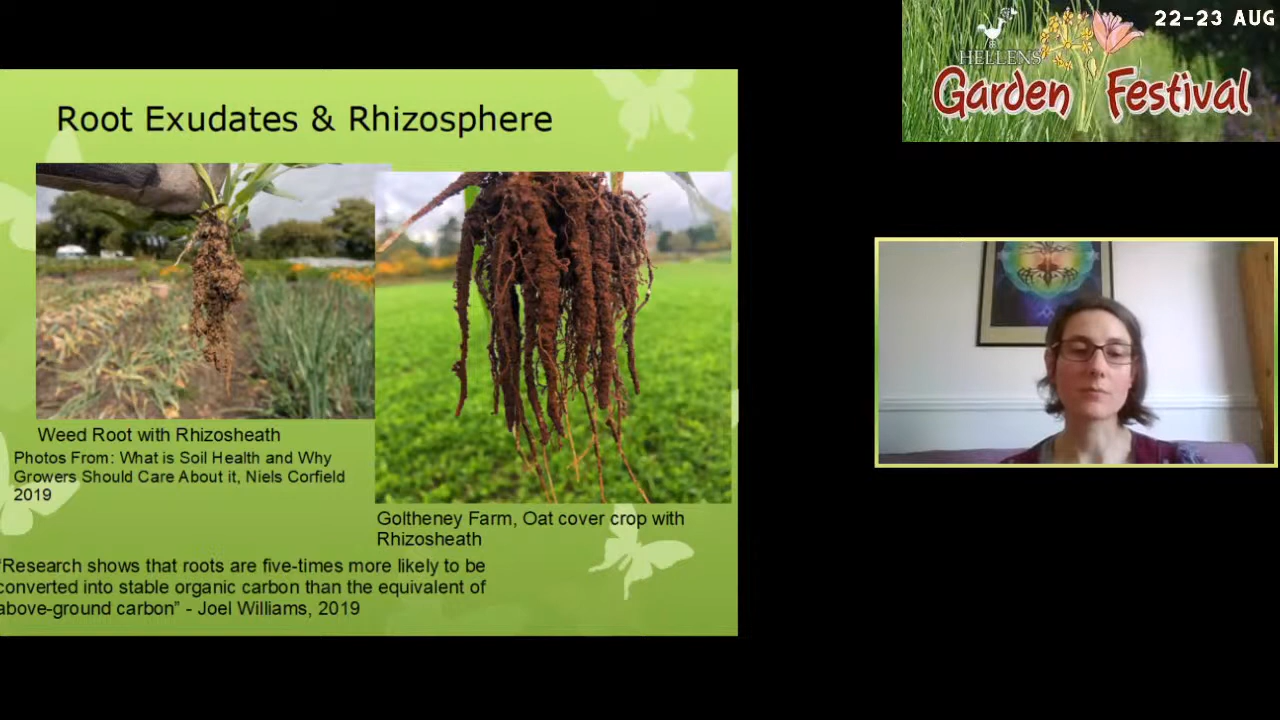 Root Exudates & Rhizosphere
Weed Root with Rhizosheath
Photos From: What is Soil Health and Why
Growers Should Care About it, Niels Corfield
2019
Goltheney Farm, Oat cover crop with
Rhizosheath
"Research shows that roots are five-times more likely to be
converted into stable organic carbon than the equivalent of
above-ground carbon” - Joel Williams, 2019
22-23 AUG
HELLENS
Garden Festival